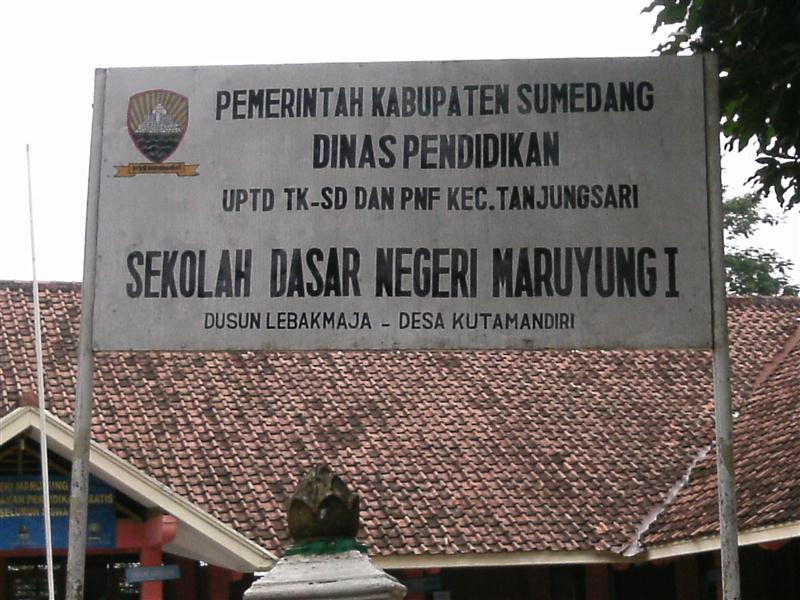 PEMERINTAH KABUPATEN SUMEDANG
DINAS PENDIDIKAN
UPTD TK-SD DAN PNF KEC.TANJUNGSARI
SEKOLAH DASAR NEGERI MARUYUNG I
DUSUN LEBAKMAJA - DESA KUTAMANDIRI